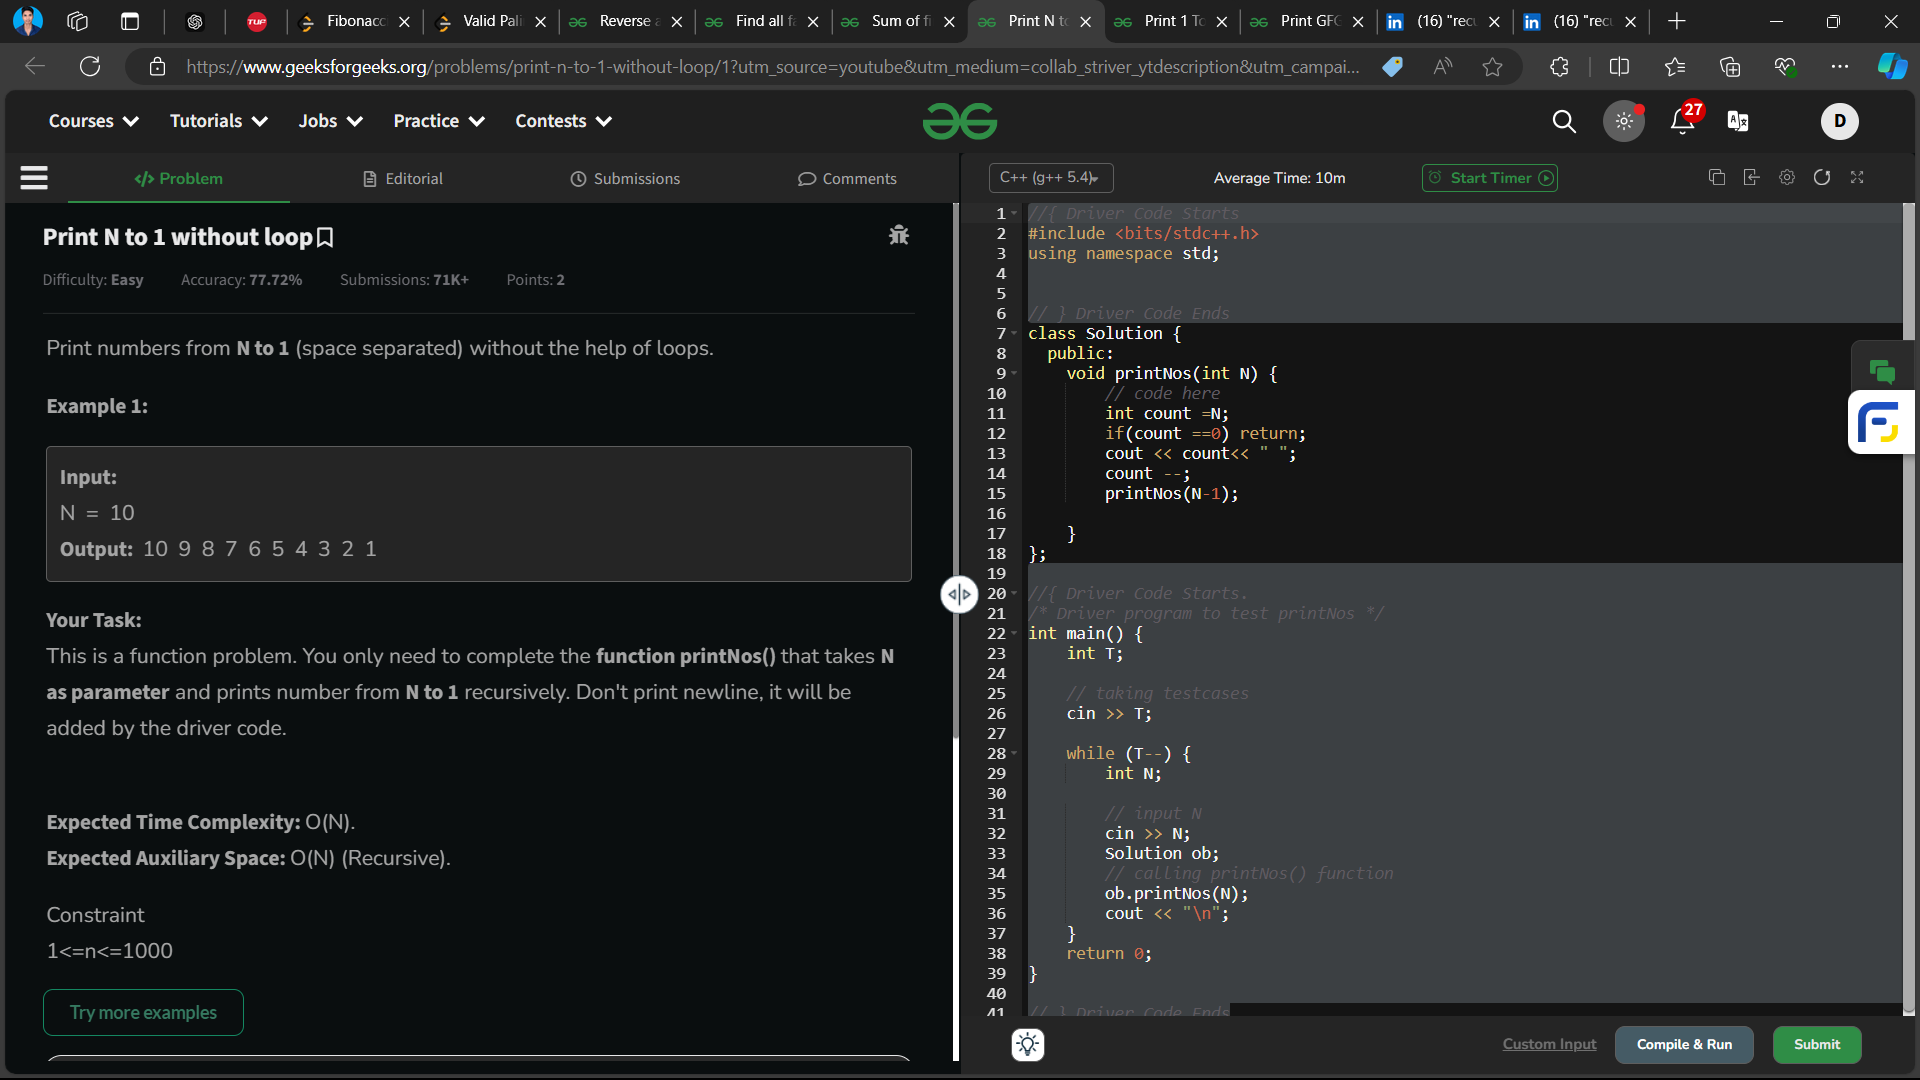 TUF
Fibonacc
Valid Pali
Reverse a
Find all fa
Sum of fi
Print N to
Print 1 To
Print GFG
(16) "recu
(16) "recu
https://www.geeksforgeeks.org/problems/print-n-to-1-without-loop/1?utm_source=youtube&utm_medium=collab_striver_ytdescription&utm_campai...
Courses
Tutorials
Jobs
Practice
Contests
27
D
</> Problem
Editorial
Submissions
Comments
C++ (g++ 5.4)
Average Time: 10m
Start Timer
Print N to 1 without loop
Difficulty: Easy
Accuracy: 77.72%
Submissions: 71K+
Points: 2
Print numbers from N to 1 (space separated) without the help of loops.
Example 1:
Input:
N = 10
Output: 10 9 8 7 6 5 4 3 2 1
Your Task:
This is a function problem. You only need to complete the function printNos() that takes N
as parameter and prints number from N to 1 recursively. Don't print newline, it will be
added by the driver code.
Expected Time Complexity: O(N).
Expected Auxiliary Space: O(N) (Recursive).
Constraint
1<=n<=1000
Try more examples
1 //{ Driver Code Starts
2 #include <bits/stdc++.h>
3 using namespace std;
4
5
6 // } Driver Code Ends
7 class Solution {
8 public:
9 void printNos(int N) {
10 // code here
11 int count =N;
12 if(count ==0) return;
13 cout << count<< " ";
14 count --;
15 printNos(N-1);
16
17 }
18 };
19
20 //{ Driver Code Starts.
21 /* Driver program to test printNos */
22 int main() {
23 int T;
24
25 // taking testcases
26 cin >> T;
27
28 while (T--) {
29 int N;
30
31 // input N
32 cin >> N;
33 Solution ob;
34 // calling printNos() function
35 ob.printNos(N);
36 cout << "\n";
37 }
38 return 0;
39 }
40
41 // } Driver Code Ends
Custom Input
Compile & Run
Submit